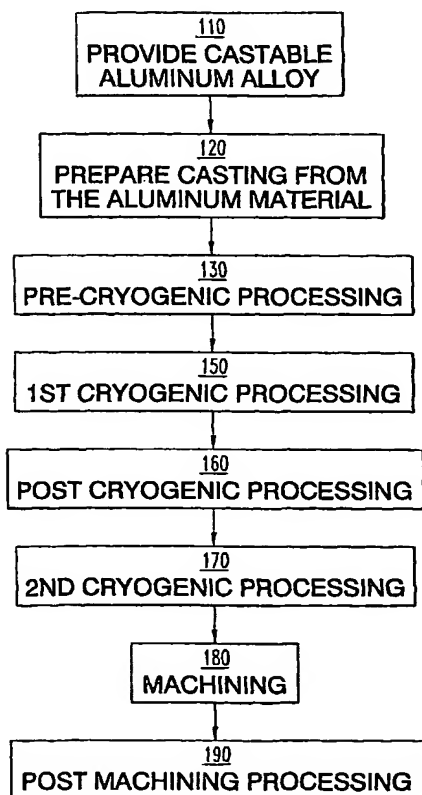 110
PROVIDE CASTABLE
ALUMINUM ALLOY
120
PREPARE CASTING FROM
THE ALUMINUM MATERIAL
130
PRE-CRYOGENIC PROCESSING
150
1ST CRYOGENIC PROCESSING
160
POST CRYOGENIC PROCESSING
170
2ND CRYOGENIC PROCESSING
180
MACHINING
190
POST MACHINING PROCESSING